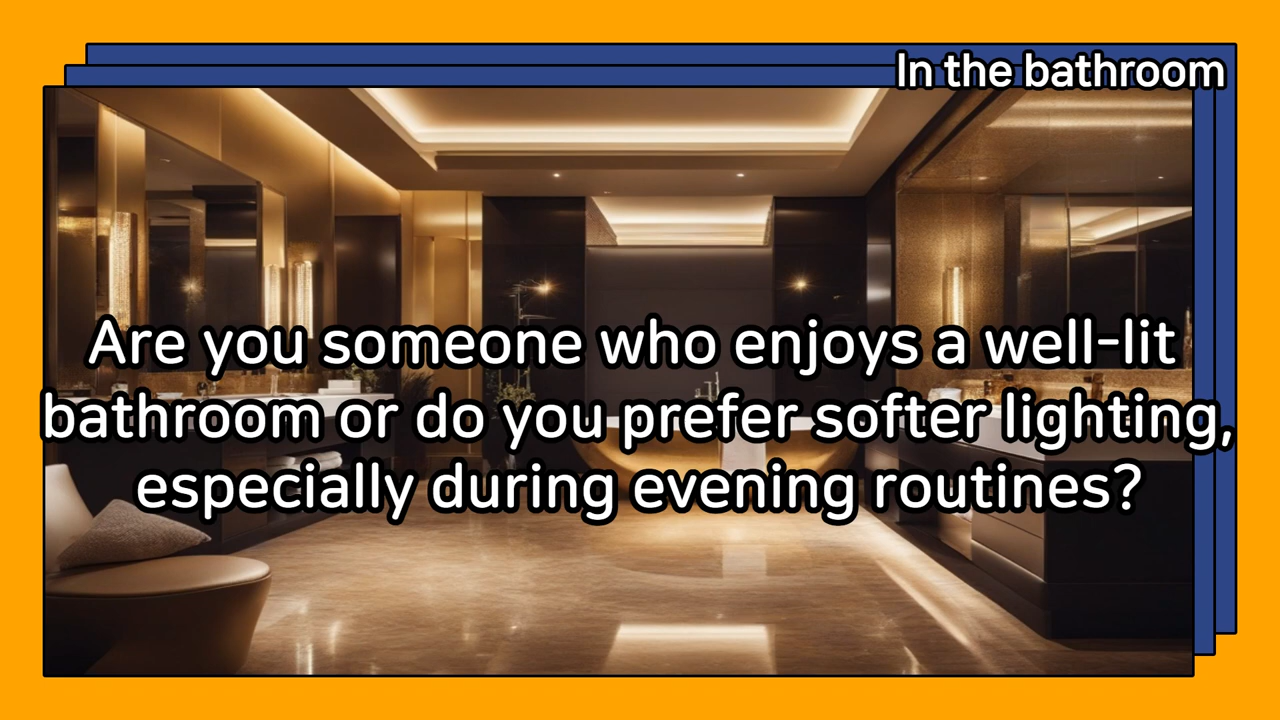 In the bathroom
Are you someone who enjoys a well-lit
bathroom or do you prefer softer lighting,
especially during evening routines?